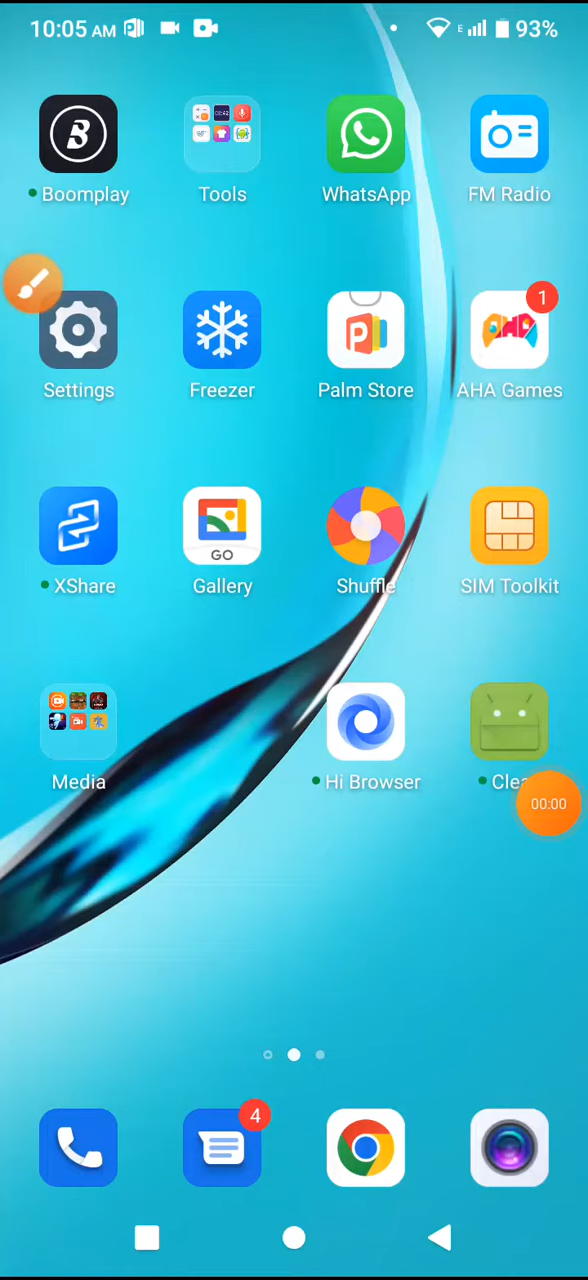 10:05 AM E 93%
Boomplay Tools WhatsApp FM Radio
1
Settings Freezer Palm Store AHA Games
GO
XShare Gallery Shuffle SIM Toolkit
Media Hi Browser Clea
00:00
4